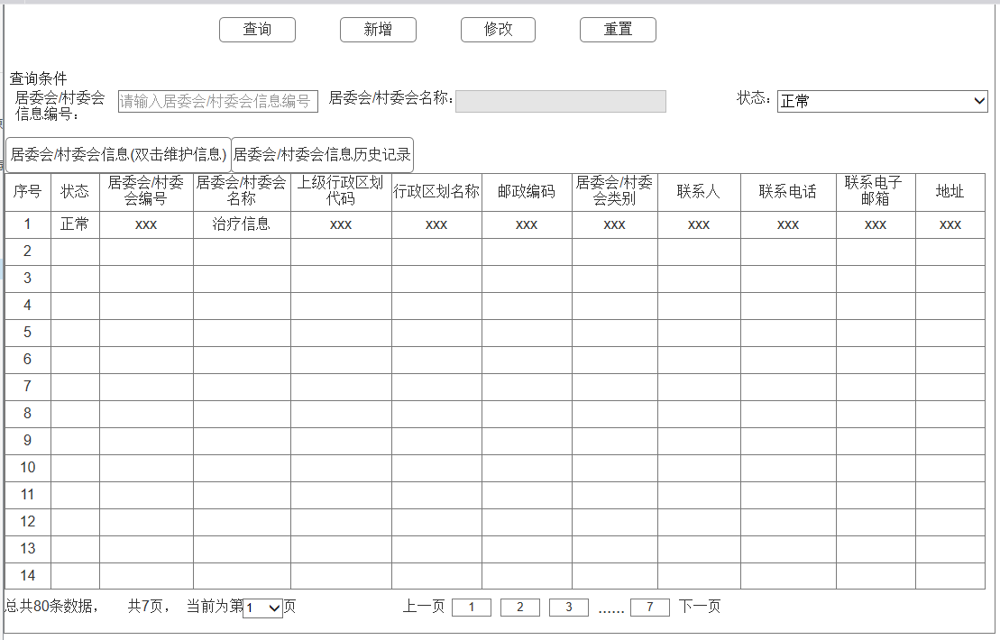 查询 新增 修改 重置
查询条件
居委会/村委会 请输入居委会/村委会信息编号 居委会/村委会名称: 状态: 正常
信息编号:
居委会/村委会信息(双击维护信息) 居委会/村委会信息历史记录
序号 状态 居委会/村委会编号 居委会/村委会名称 上级行政区划代码 行政区划名称 邮政编码 居委会/村委会类别 联系人 联系电话 联系电子邮箱 地址
1 正常 xxx 治疗信息 xxx xxx xxx xxx xxx xxx xxx xxx
2
3
4
5
6
7
8
9
10
11
12
13
14
总共80条数据, 共7页, 当前为第 1 页 上一页 1 2 3 ...... 7 下一页